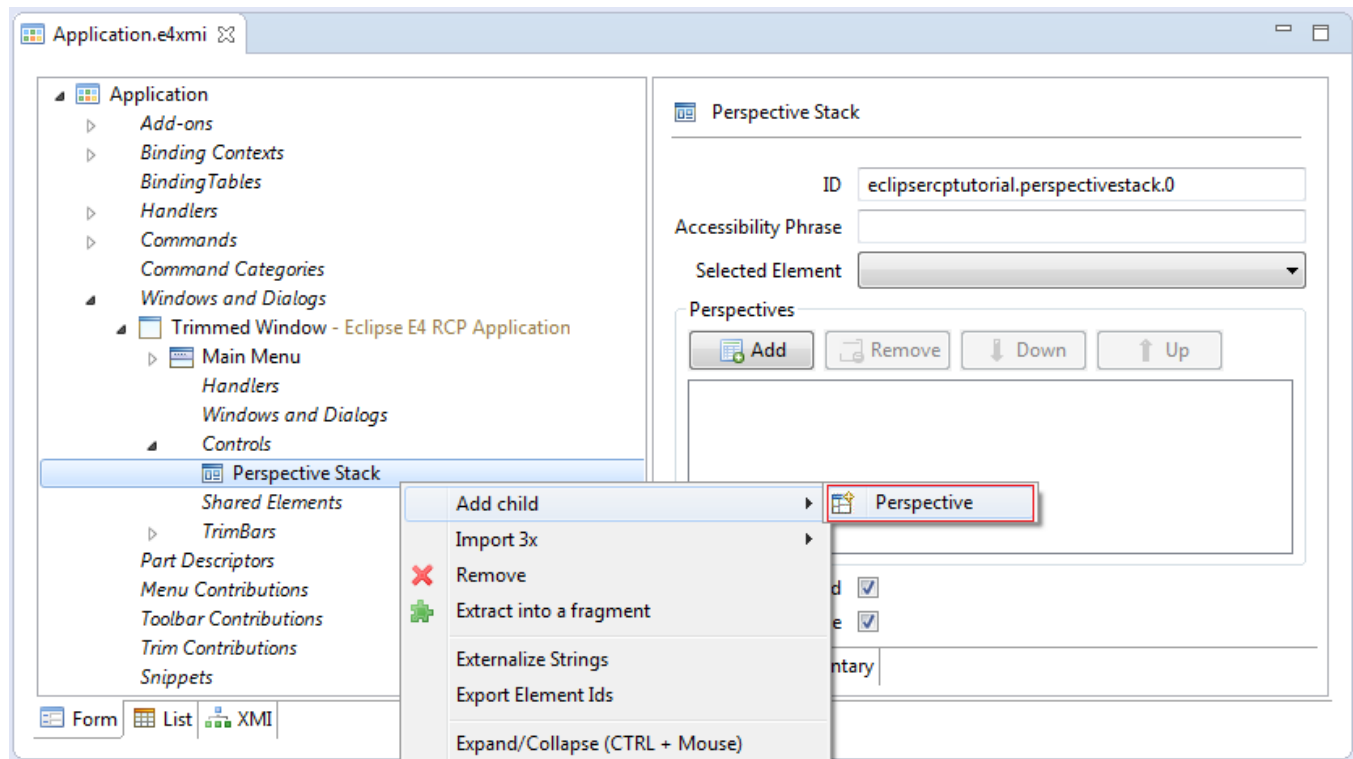 Application.e4xmi
Application
Add-ons
Binding Contexts
BindingTables
Handlers
Commands
Command Categories
Windows and Dialogs
Trimmed Window - Eclipse E4 RCP Application
Main Menu
Handlers
Windows and Dialogs
Controls
Perspective Stack
Shared Elements
TrimBars
Part Descriptors
Menu Contributions
Toolbar Contributions
Trim Contributions
Snippets
Form List XMI
Perspective Stack
ID eclipsercptutorial.perspectivestack.0
Accessibility Phrase
Selected Element
Perspectives
Add Remove Down Up
d
e
ntary
Add child
Import 3x
Remove
Extract into a fragment
Externalize Strings
Export Element Ids
Expand/Collapse (CTRL + Mouse)
Perspective